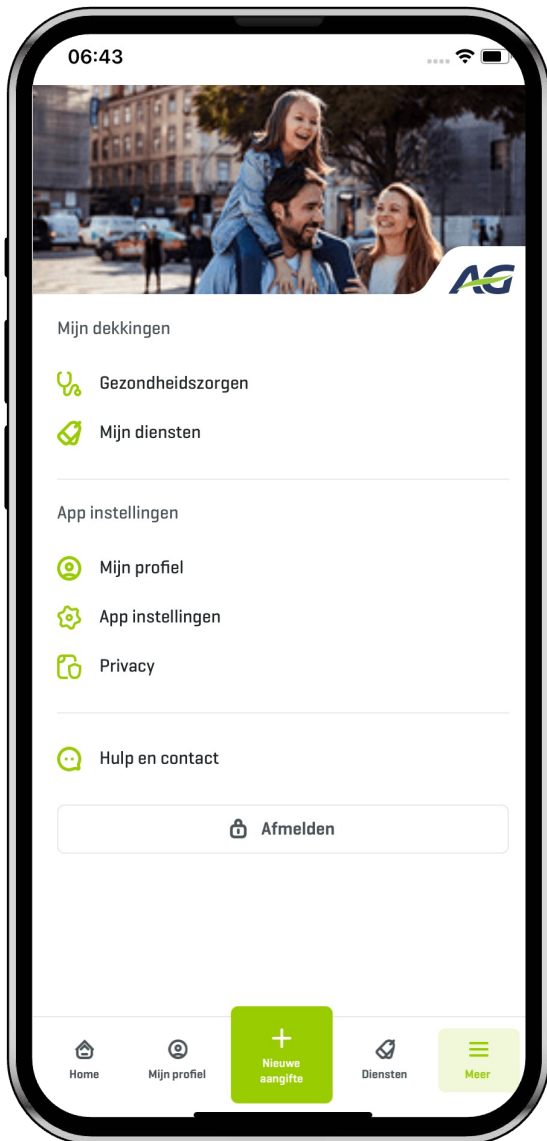 06:43
AG
Mijn dekkingen
Gezondheidszorgen
Mijn diensten
App instellingen
Mijn profiel
App instellingen
Privacy
Hulp en contact
Afmelden
Home
Mijn profiel
Nieuwe
aangifte
Diensten
Meer